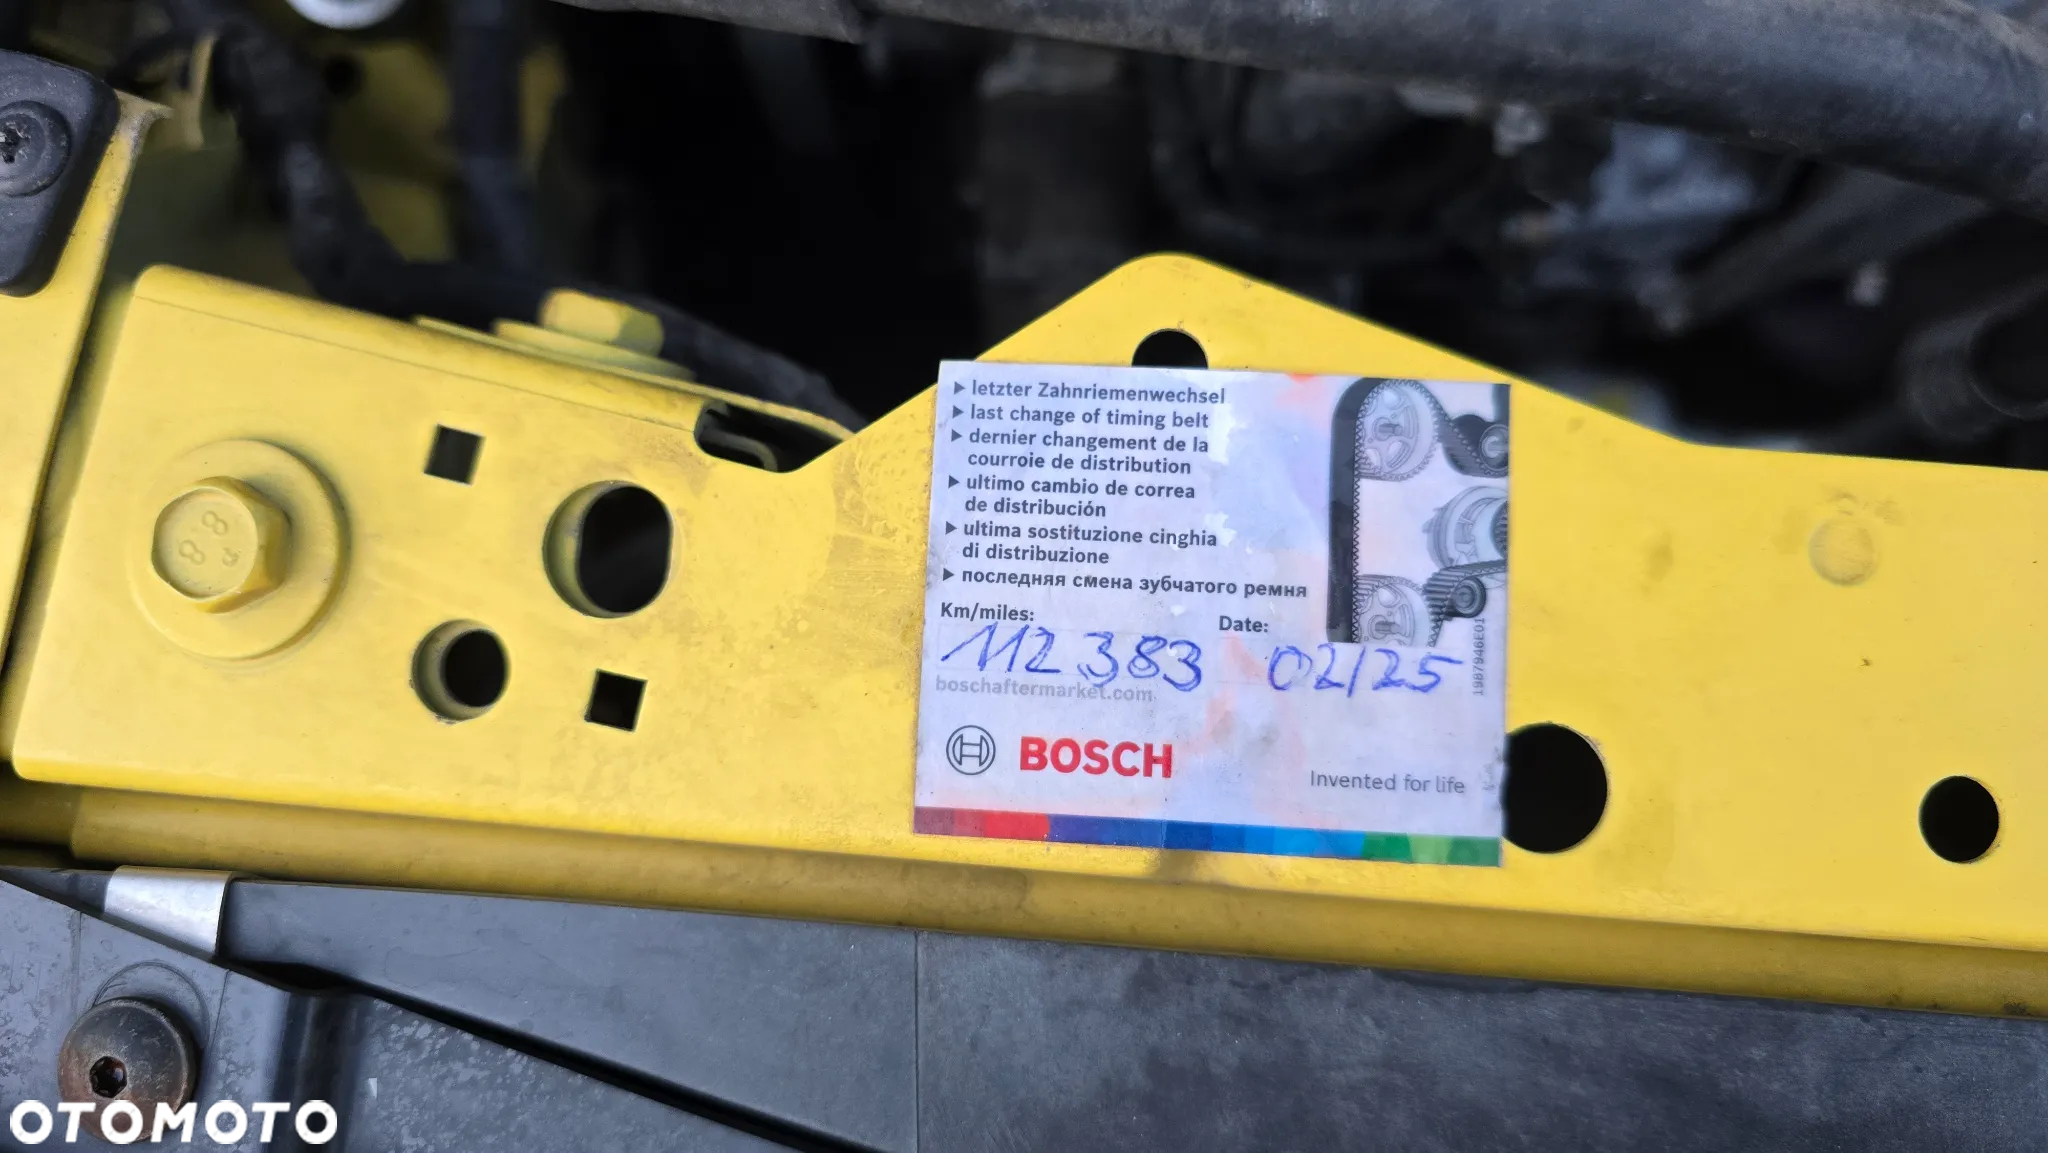 ▸ letzter Zahnriemenwechsel
▸ last change of timing belt
▸ dernier changement de la
courroie de distribution
▸ ultimo cambio de correa
de distribución
▸ ultima sostituzione cinghia
di distribuzione
▸ последняя смена зубчатого ремня
Km/miles: Date:
112.383 02/25
boschaftermarket.com
1987946E01
BOSCH
Invented for life
8.8
OTOMOTO